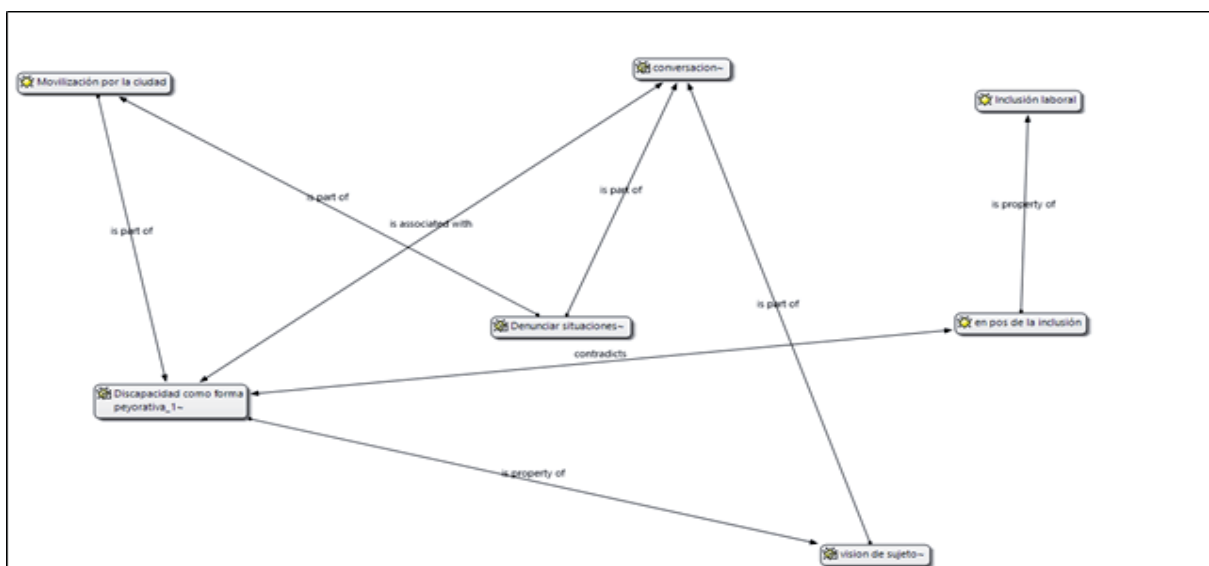 Movilización por la ciudad
conversacion~
Inclusión laboral
is part of
is part of
is property of
is associated with
is part of
is part of
Denunciar situaciones~
en pos de la inclusión
contradicts
Discapacidad como forma
peyorativa_1~
is property of
vision de sujeto~